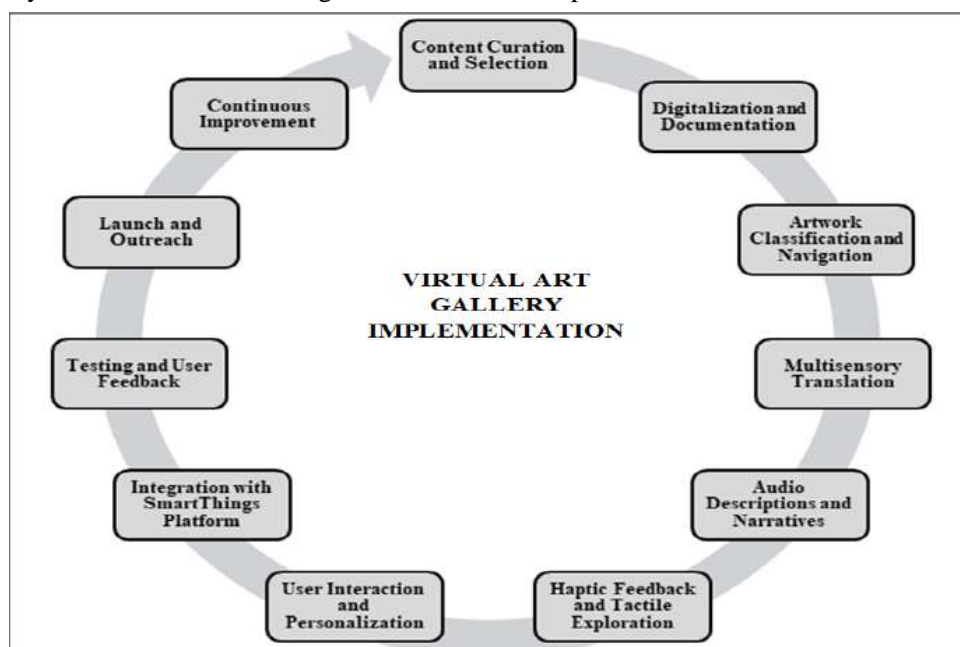 Content Curation
and Selection
Digitalization and
Documentation
Artwork
Classification and
Navigation
Multisensory
Translation
Audio
Descriptions and
Narratives
Haptic Feedback
and Tactile
Exploration
User Interaction
and
Personalization
Integration with
SmartThings
Platform
Testing and User
Feedback
Launch and
Outreach
Continuous
Improvement
VIRTUAL ART
GALLERY
IMPLEMENTATION